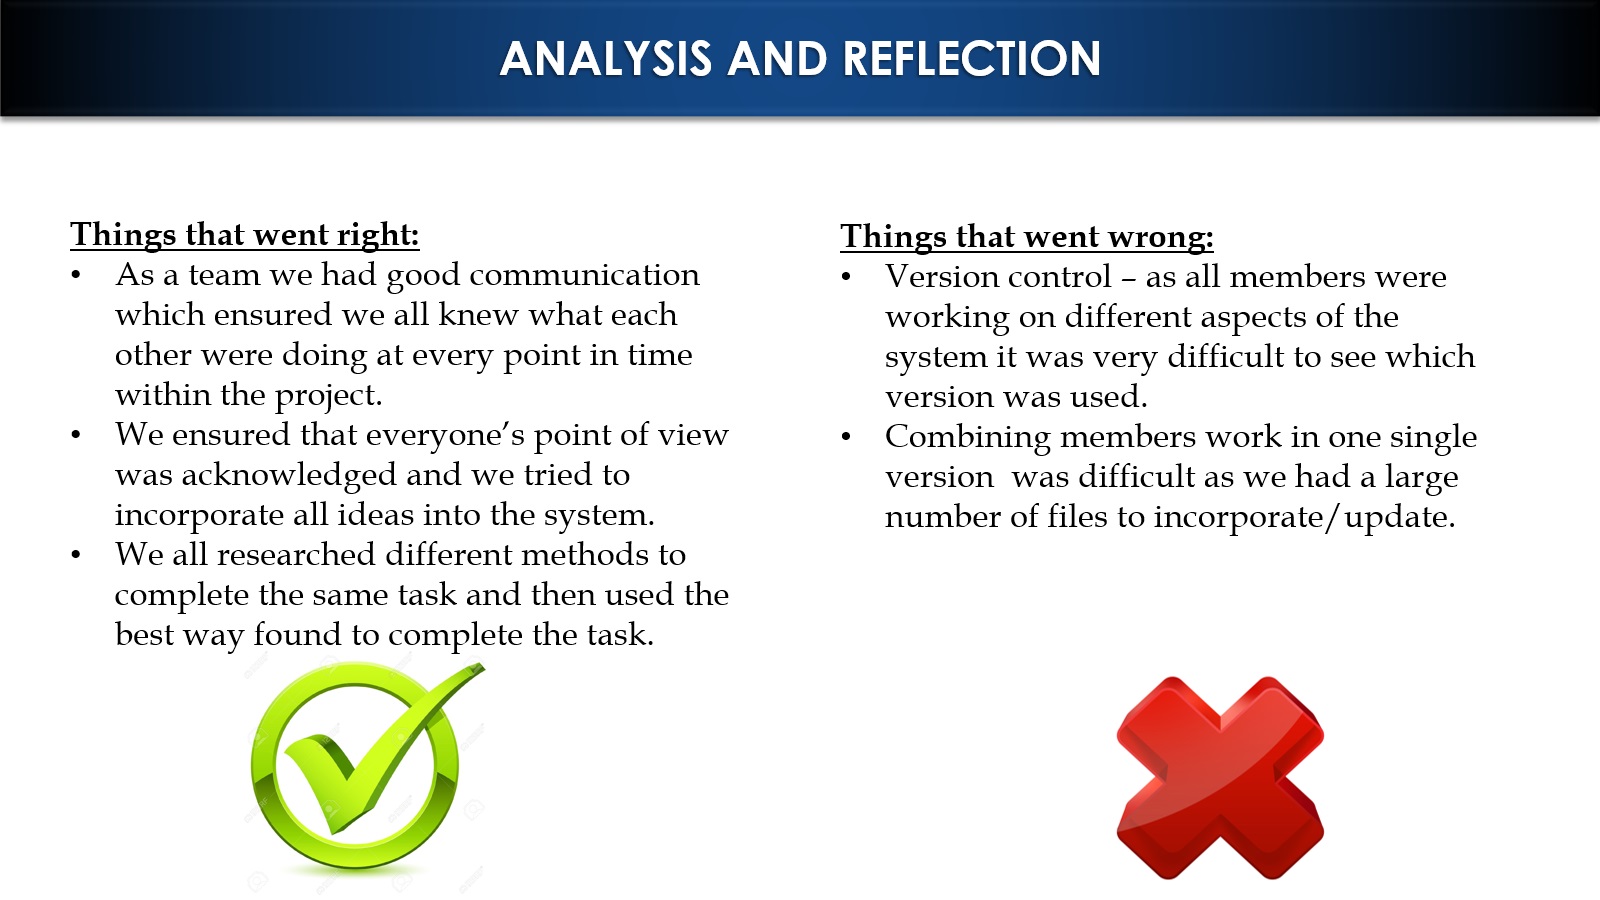 ANALYSIS AND REFLECTION
Things that went right:
• As a team we had good communication
which ensured we all knew what each
other were doing at every point in time
within the project.
• We ensured that everyone’s point of view
was acknowledged and we tried to
incorporate all ideas into the system.
• We all researched different methods to
complete the same task and then used the
best way found to complete the task.
Things that went wrong:
• Version control – as all members were
working on different aspects of the
system it was very difficult to see which
version was used.
• Combining members work in one single
version  was difficult as we had a large
number of files to incorporate/update.